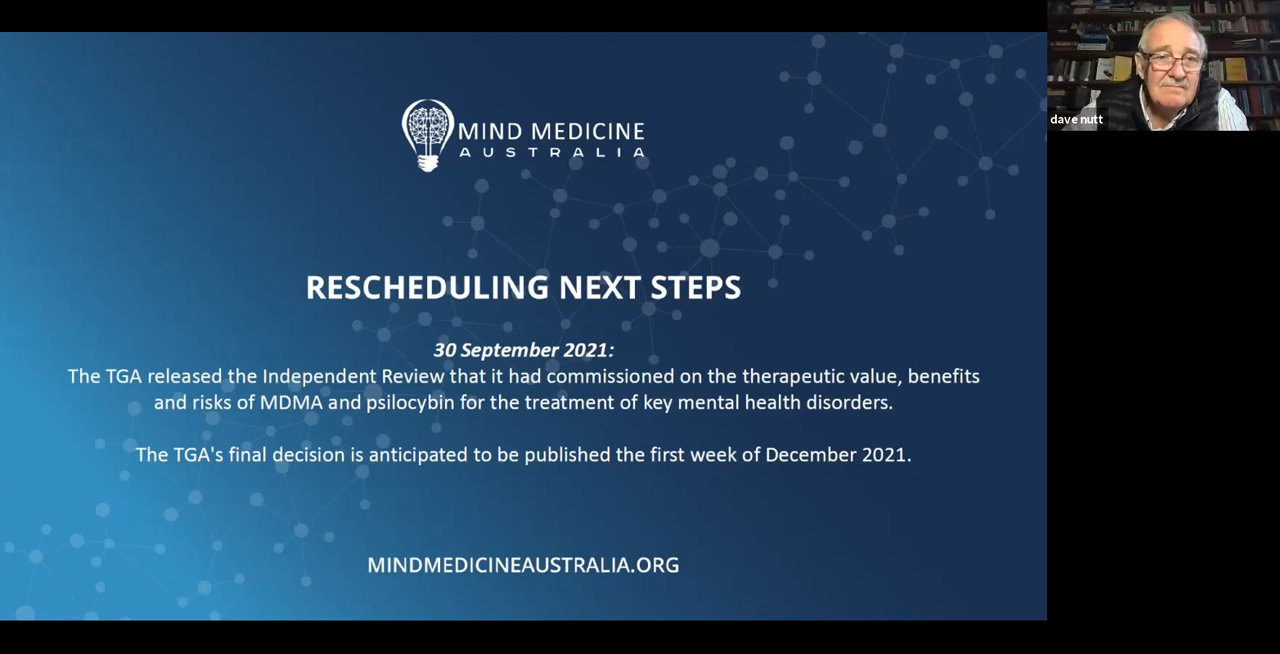 MIND MEDICINE
AUSTRALIA
RESCHEDULING NEXT STEPS
30 September 2021:
The TGA released the Independent Review that it had commissioned on the therapeutic value, benefits
and risks of MDMA and psilocybin for the treatment of key mental health disorders.
The TGA's final decision is anticipated to be published the first week of December 2021.
MINDMEDICINEAUSTRALIA.ORG
dave nutt